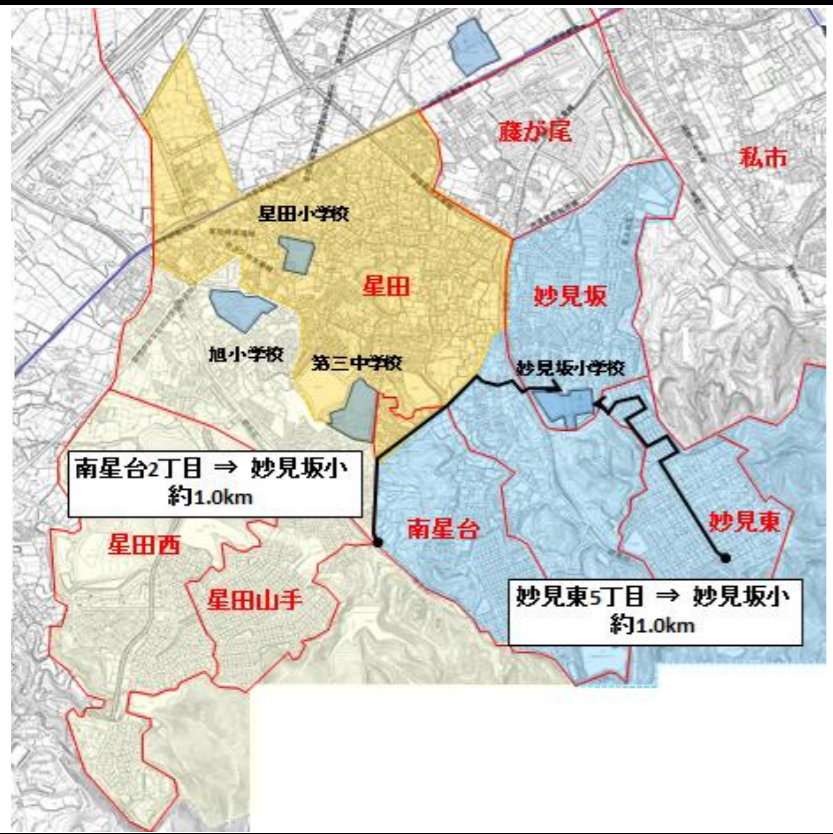 藤が尾
私市
星田小学校
星田
妙見坂
旭小学校
第三中学校
妙見坂小学校
南星台2丁目 ⇒ 妙見坂小
約1.0km
南星台
妙見東
星田西
星田山手
妙見東5丁目 ⇒ 妙見坂小
約1.0km